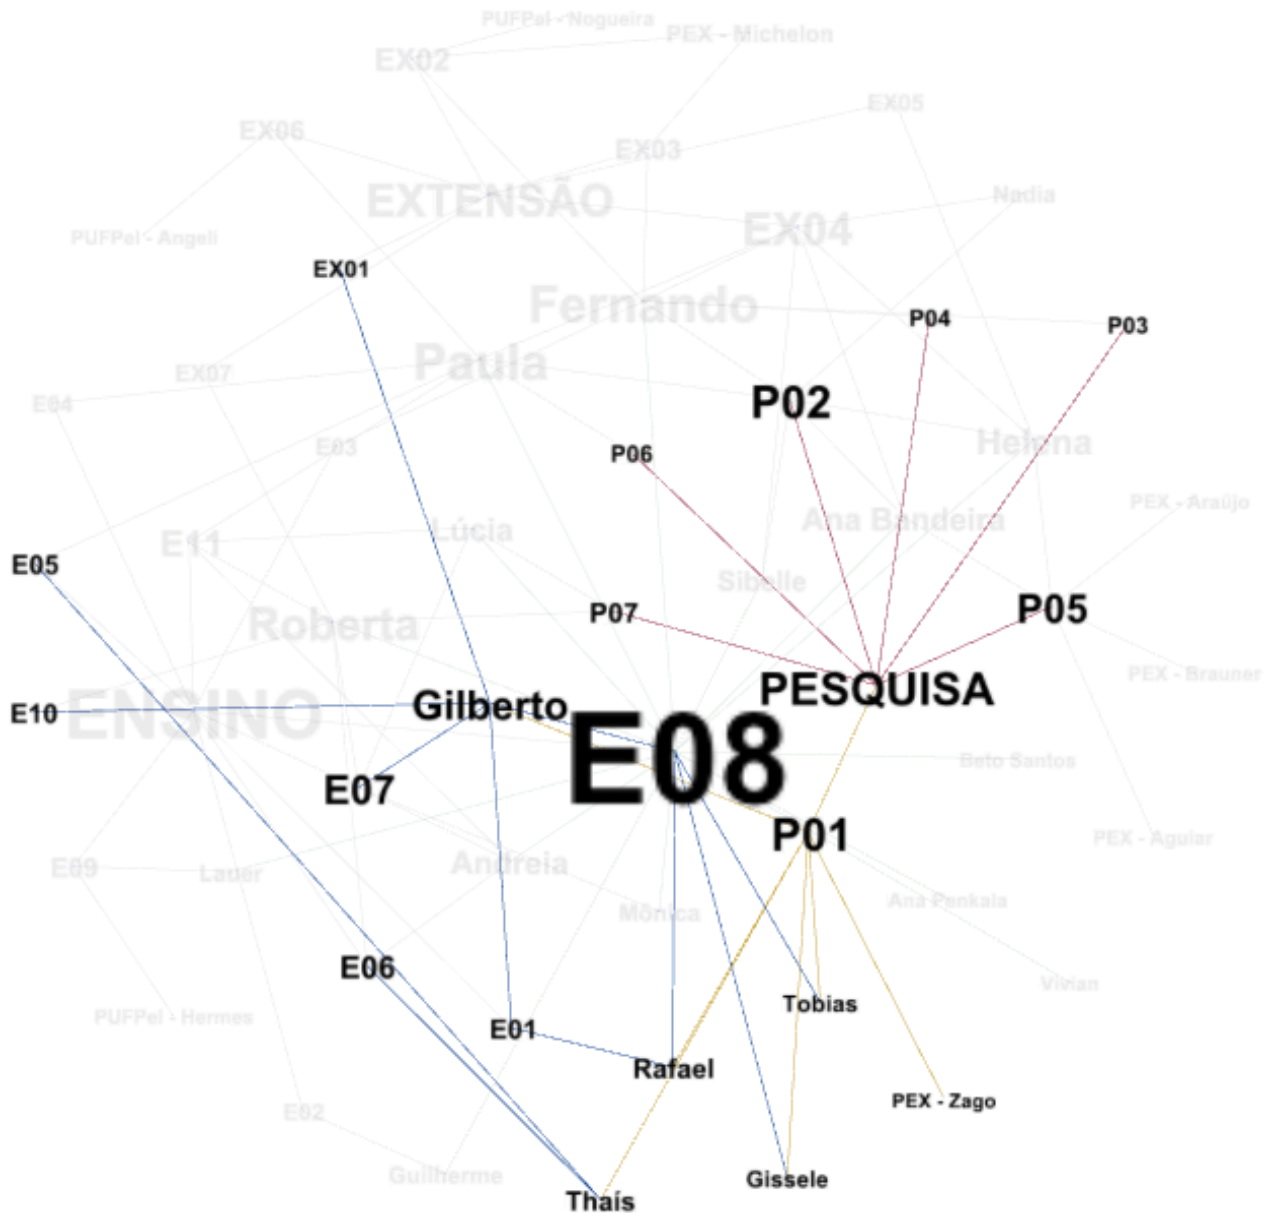 PUFPel - Nogueira
PEX - Michelon
EX02
EX05
EX06
EX03
Nadia
EXTENSÃO
EX04
PUFPel - Angeli
EX01
Fernando
P04
P03
Paula
EX07
E04
P02
Helena
E03
P06
PEX - Araújo
Ana Bandeira
Lúcia
E11
E05
Sibelle
P05
P07
Roberta
PEX - Brauner
PESQUISA
Gilberto
E10
ENSINO
E08
Beto Santos
E07
P01
PEX - Aguiar
Andreia
E09
Lauer
Ana Penkala
Mônica
E06
Vivian
Tobias
PUFPel - Hermes
E01
Rafael
PEX - Zago
E02
Guilherme
Gissele
Thaís